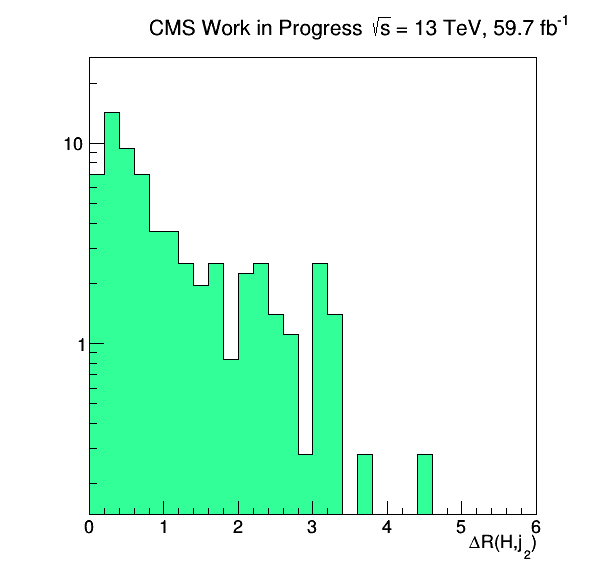 CMS Work in Progress √s = 13 TeV, 59.7 fb⁻¹
10
1
0 1 2 3 4 5 6
ΔR(H,j₂)